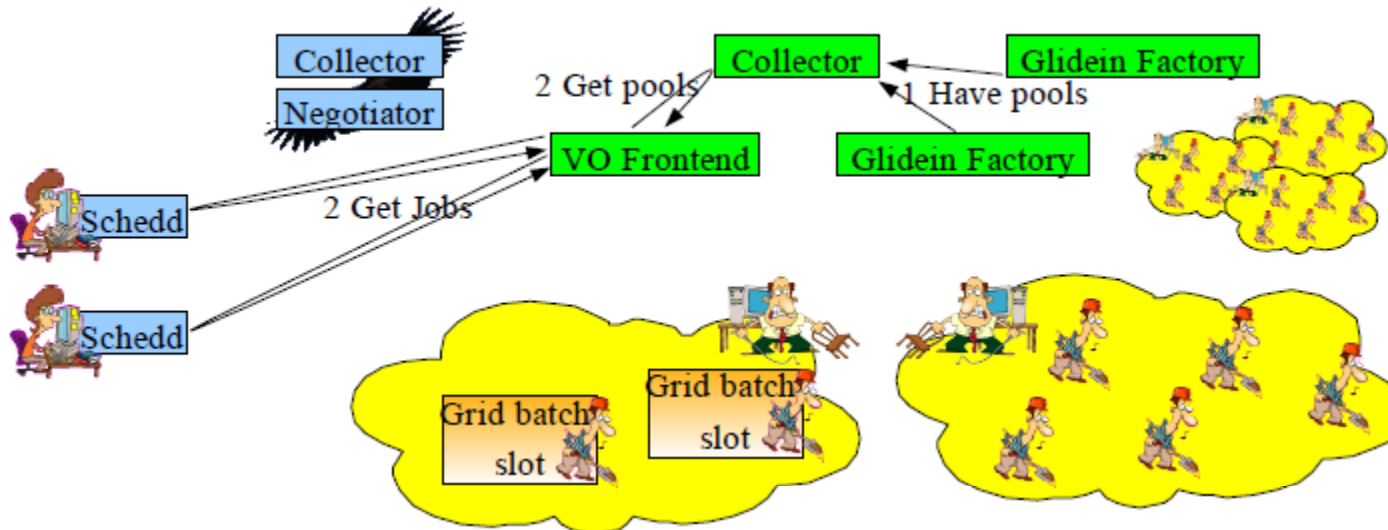 Collector
Negotiator
Collector
Glidein Factory
2 Get pools
1 Have pools
VO Frontend
Glidein Factory
Schedd
2 Get Jobs
Schedd
Grid batch
slot
Grid batch
slot